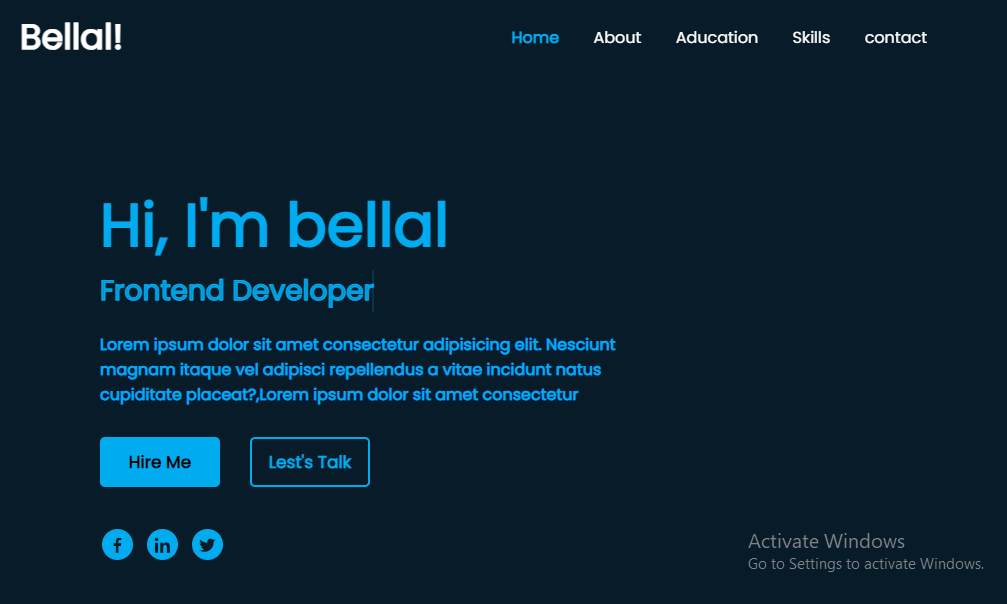 Bellal!
Home About Aducation Skills contact
Hi, I'm bellal
Frontend Developer
Lorem ipsum dolor sit amet consectetur adipisicing elit. Nesciunt
magnam itaque vel adipisci repellendus a vitae incidunt natus
cupiditate placeat?,Lorem ipsum dolor sit amet consectetur
Hire Me Lest's Talk
Activate Windows
Go to Settings to activate Windows.